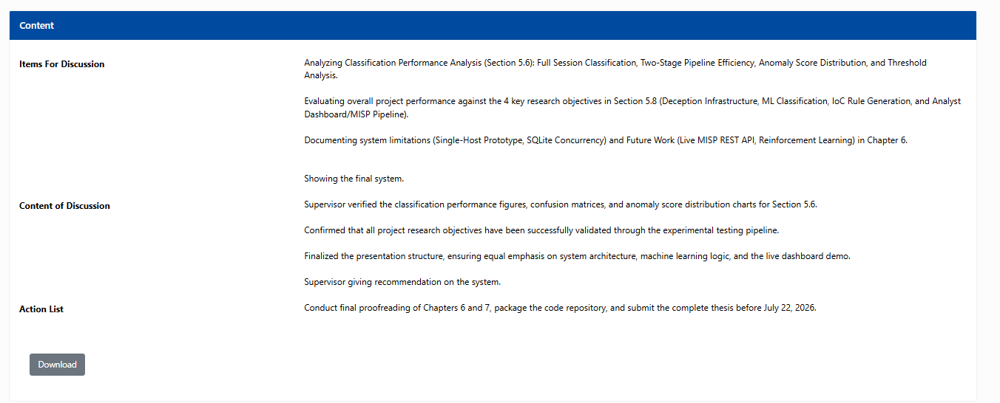 Content
Items For Discussion
Analyzing Classification Performance Analysis (Section 5.6): Full Session Classification, Two-Stage Pipeline Efficiency, Anomaly Score Distribution, and Threshold
Analysis.
Evaluating overall project performance against the 4 key research objectives in Section 5.8 (Deception Infrastructure, ML Classification, IoC Rule Generation, and Analyst
Dashboard/MISP Pipeline).
Documenting system limitations (Single-Host Prototype, SQLite Concurrency) and Future Work (Live MISP REST API, Reinforcement Learning) in Chapter 6.
Showing the final system.
Content of Discussion
Supervisor verified the classification performance figures, confusion matrices, and anomaly score distribution charts for Section 5.6.
Confirmed that all project research objectives have been successfully validated through the experimental testing pipeline.
Finalized the presentation structure, ensuring equal emphasis on system architecture, machine learning logic, and the live dashboard demo.
Supervisor giving recommendation on the system.
Action List
Conduct final proofreading of Chapters 6 and 7, package the code repository, and submit the complete thesis before July 22, 2026.
Download